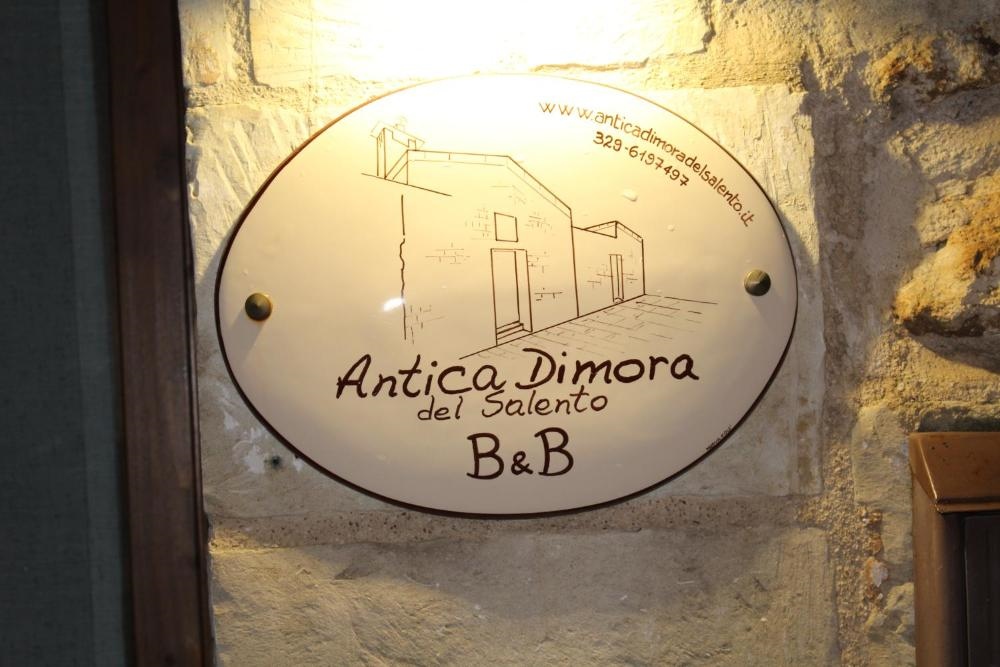 www.anticadimoradelsalento.it
329-6197497
Antica Dimora
del Salento
B&B